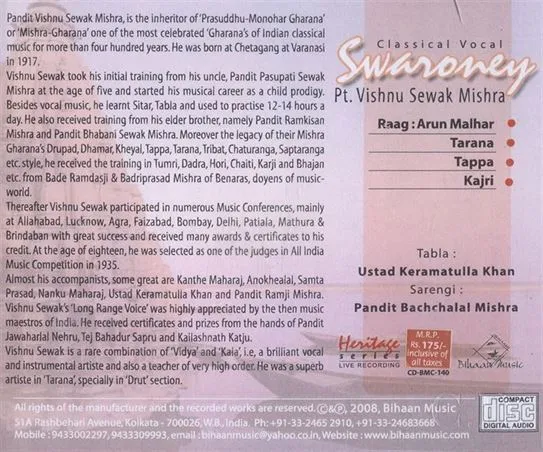 Pandit Vishnu Sewak Mishra, is the inheritor of 'Prasuddhu-Monohar Gharana'
or 'Mishra-Gharana' one of the most celebrated 'Gharana's of Indian classical
music for more than four hundred years. He was born at Chetagang at Varanasi
in 1917.
Vishnu Sewak took his initial training from his uncle, Pandit Pasupati Sewak
Mishra at the age of five and started his musical career as a child prodigy.
Besides vocal music, he learnt Sitar, Tabla and used to practise 12-14 hours a
day. He also received training from his elder brother, namely Pandit Ramkisan
Mishra and Pandit Bhabani Sewak Mishra. Moreover the legacy of their Mishra
Gharana's Drupad, Dhamar, Kheyal, Tappa, Tarana, Tribat, Chaturanga, Saptaranga
etc. style, he received the training in Tumri, Dadra, Hori, Chaiti, Karji and Bhajan
etc. from Bade Ramdasji & Badriprasad Mishra of Benaras, doyens of music-
world.
Thereafter Vishnu Sewak participated in numerous Music Conferences, mainly
at Allahabad, Lucknow, Agra, Faizabad, Bombay, Delhi, Patiala, Mathura &
Brindaban with great success and received many awards & certificates to his
credit. At the age of eighteen, he was selected as one of the judges in All India
Music Competition in 1935.
Almost his accompanists, some great are Kanthe Maharaj, Anokhealal, Samta
Prasad, Nanku Maharaj, Ustad Keramatulla Khan and Pandit Ramji Mishra.
Vishnu Sewak's 'Long Range Voice' was highly appreciated by the then music
maestros of India. He received certificates and prizes from the hands of Pandit
Jawaharlal Nehru, Tej Bahadur Sapru and Kailashnath Katju.
Vishnu Sewak is a rare combination of 'Vidya' and 'Kala', i.e, a brilliant vocal
and instrumental artist and also a teacher of very high order. He was a superb
artiste in 'Tarana', specially in 'Drut' section.
Classical Vocal
Swaroney
Pt. Vishnu Sewak Mishra
Raag : Arun Malhar
Tarana
Tappa
Kajri
Tabla :
Ustad Keramatulla Khan
Sarengi :
Pandit Bachchalal Mishra
Heritage
series
LIVE RECORDING
M.R.P.
Rs. 175/-
inclusive of
all taxes
CD-BMC-140
Bihaan Music
All rights of the manufacturer and the recorded works are reserved. ©&℗, 2008, Bihaan Music
51A Rashbehari Avenue, Kolkata - 700026, W.B., India. Ph: +91-33-2465 2910, +91-33-24683668
Mobile : 9433002297, 9433309993, email : bihaanmusic@yahoo.co.in, Website : www.bihaanmusic.com
COMPACT
disc
DIGITAL AUDIO